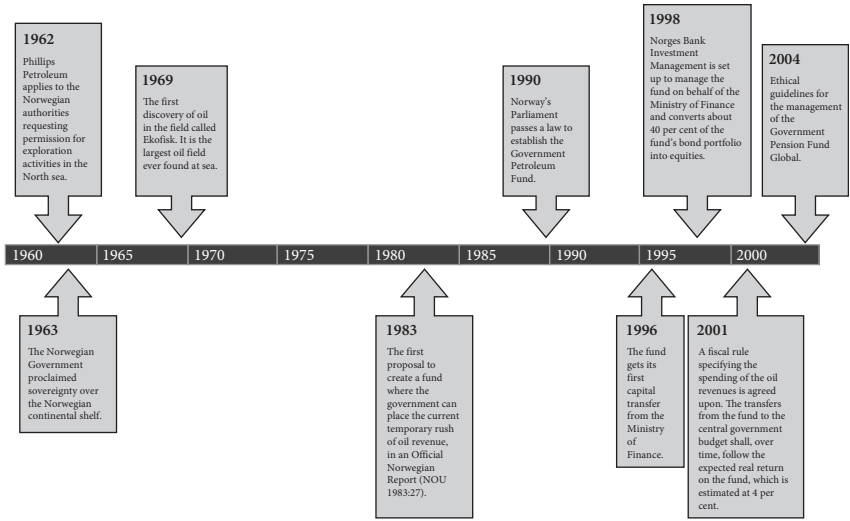 1962
Phillips
Petroleum
applies to the
Norwegian
authorities
requesting
permission for
exploration
activities in the
North sea.
1969
The first
discovery of oil
in the field called
Ekofisk. It is the
largest oil field
ever found at sea.
1990
Norway's
Parliament
passes a law to
establish the
Government
Petroleum
Fund.
1998
Norges Bank
Investment
Management is set
up to manage the
fund on behalf of the
Ministry of Finance
and converts about
40 per cent of the
fund's bond portfolio
into equities.
2004
Ethical
guidelines for
the management
of the
Government
Pension Fund
Global.
1960 1965 1970 1975 1980 1985 1990 1995 2000
1963
The Norwegian
Government
proclaimed
sovereignty over
the Norwegian
continental shelf.
1983
The first
proposal to
create a fund
where the
government can
place the current
temporary rush
of oil revenue,
in an Official
Norwegian
Report (NOU
1983:27).
1996
The fund
gets its
first
capital
transfer
from the
Ministry
of
Finance.
2001
A fiscal rule
specifying the
spending of the oil
revenues is agreed
upon. The transfers
from the fund to the
central government
budget shall, over
time, follow the
expected real return
on the fund, which is
estimated at 4 per
cent.